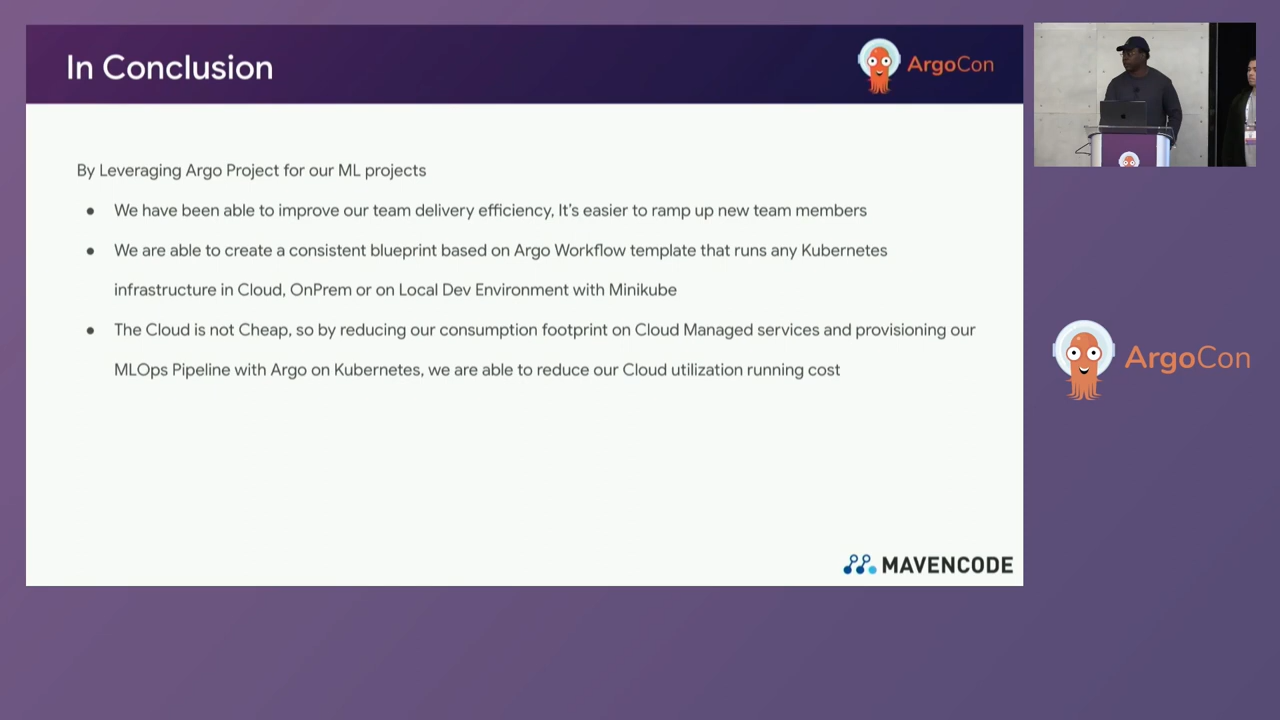 In Conclusion
ArgoCon
By Leveraging Argo Project for our ML projects
● We have been able to improve our team delivery efficiency, It's easier to ramp up new team members
● We are able to create a consistent blueprint based on Argo Workflow template that runs any Kubernetes
infrastructure in Cloud, OnPrem or on Local Dev Environment with Minikube
● The Cloud is not Cheap, so by reducing our consumption footprint on Cloud Managed services and provisioning our
MLOps Pipeline with Argo on Kubernetes, we are able to reduce our Cloud utilization running cost
MAVENCODE
ArgoCon